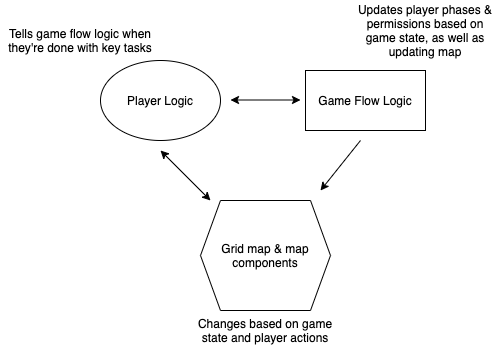 Updates player phases &
permissions based on
game state, as well as
updating map
Tells game flow logic when
they're done with key tasks
Player Logic
Game Flow Logic
Grid map & map
components
Changes based on game
state and player actions